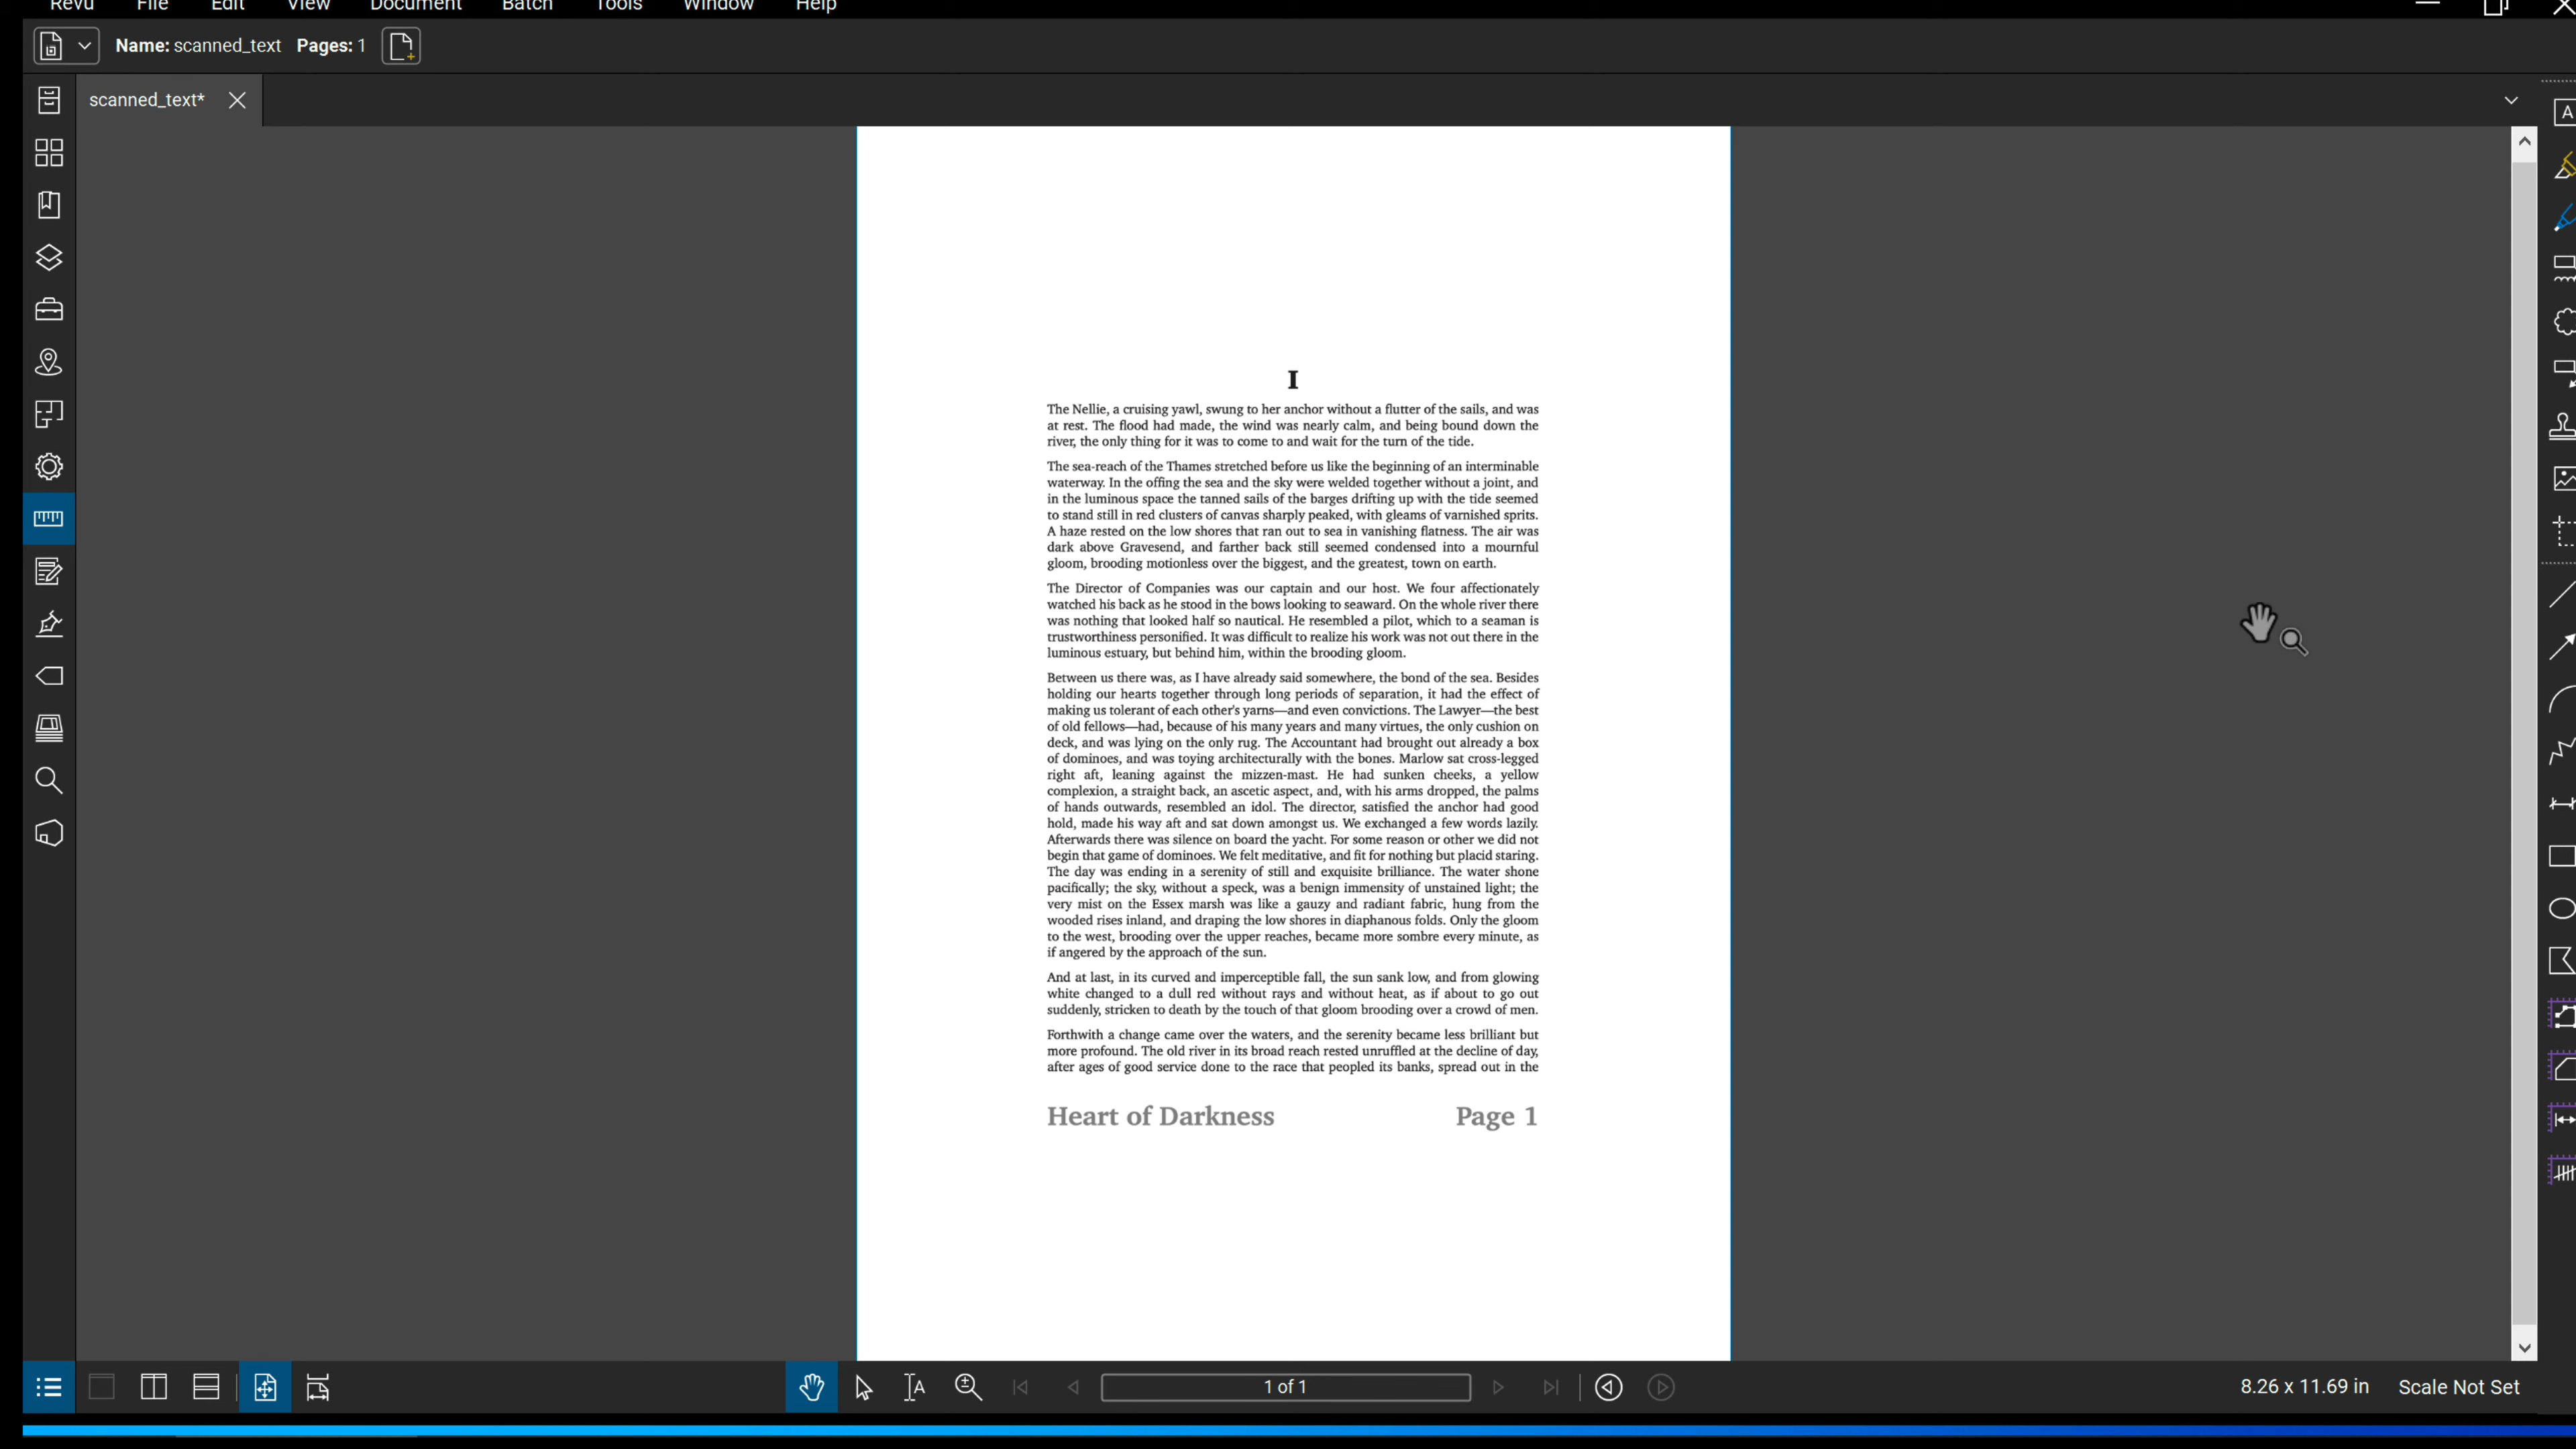 Revu File Edit View Document Batch Tools Window Help
Name: scanned_text Pages: 1
scanned_text*
I
The Nellie, a cruising yawl, swung to her anchor without a flutter of the sails, and was
at rest. The flood had made, the wind was nearly calm, and being bound down the
river, the only thing for it was to come to and wait for the turn of the tide.
The sea-reach of the Thames stretched before us like the beginning of an interminable
waterway. In the offing the sea and the sky were welded together without a joint, and
in the luminous space the tanned sails of the barges drifting up with the tide seemed
to stand still in red clusters of canvas sharply peaked, with gleams of varnished sprits.
A haze rested on the low shores that ran out to sea in vanishing flatness. The air was
dark above Gravesend, and farther back still seemed condensed into a mournful
gloom, brooding motionless over the biggest, and the greatest, town on earth.
The Director of Companies was our captain and our host. We four affectionately
watched his back as he stood in the bows looking to seaward. On the whole river there
was nothing that looked half so nautical. He resembled a pilot, which to a seaman is
trustworthiness personified. It was difficult to realize his work was not out there in the
luminous estuary, but behind him, within the brooding gloom.
Between us there was, as I have already said somewhere, the bond of the sea. Besides
holding our hearts together through long periods of separation, it had the effect of
making us tolerant of each other's yarns—and even convictions. The Lawyer—the best
of old fellows—had, because of his many years and many virtues, the only cushion on
deck, and was lying on the only rug. The Accountant had brought out already a box
of dominoes, and was toying architecturally with the bones. Marlow sat cross-legged
right aft, leaning against the mizzen-mast. He had sunken cheeks, a yellow
complexion, a straight back, an ascetic aspect, and, with his arms dropped, the palms
of hands outwards, resembled an idol. The director, satisfied the anchor had good
hold, made his way aft and sat down amongst us. We exchanged a few words lazily.
Afterwards there was silence on board the yacht. For some reason or other we did not
begin that game of dominoes. We felt meditative, and fit for nothing but placid staring.
The day was ending in a serenity of still and exquisite brilliance. The water shone
pacifically; the sky, without a speck, was a benign immensity of unstained light; the
very mist on the Essex marsh was like a gauzy and radiant fabric, hung from the
wooded rises inland, and draping the low shores in diaphanous folds. Only the gloom
to the west, brooding over the upper reaches, became more sombre every minute, as
if angered by the approach of the sun.
And at last, in its curved and imperceptible fall, the sun sank low, and from glowing
white changed to a dull red without rays and without heat, as if about to go out
suddenly, stricken to death by the touch of that gloom brooding over a crowd of men.
Forthwith a change came over the waters, and the serenity became less brilliant but
more profound. The old river in its broad reach rested unruffled at the decline of day,
after ages of good service done to the race that peopled its banks, spread out in the
Heart of Darkness Page 1
1 of 1
8.26 x 11.69 in Scale Not Set